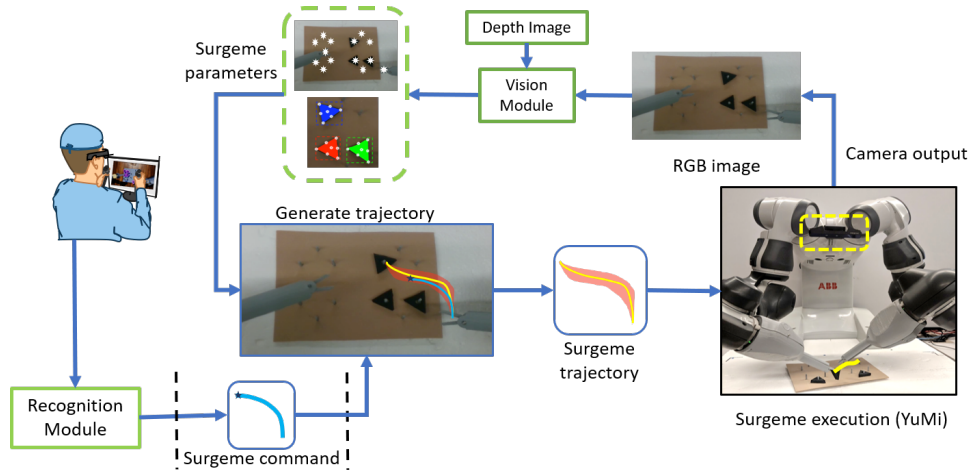 Depth Image
Surgeme
parameters
Vision
Module
RGB image
Camera output
Generate trajectory
ABB
Surgeme
trajectory
Recognition
Module
Surgeme command
Surgeme execution (YuMi)